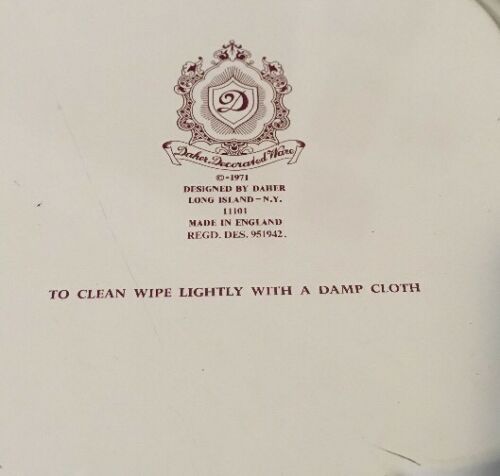 D
Daher Decorated Ware
©-1971
DESIGNED BY DAHER
LONG ISLAND-N.Y.
11101
MADE IN ENGLAND
REGD. DES. 951942.
TO CLEAN WIPE LIGHTLY WITH A DAMP CLOTH